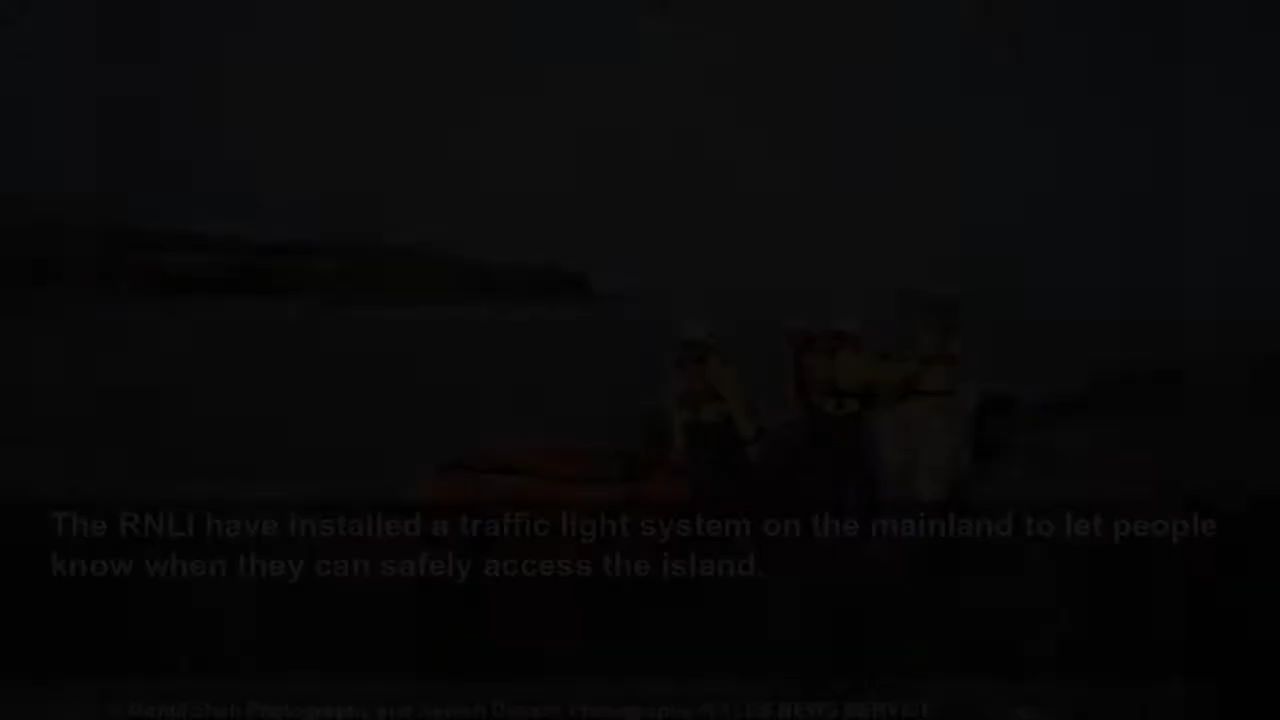 The RNLI have installed a traffic light system on the mainland to let people
know when they can safely access the island.